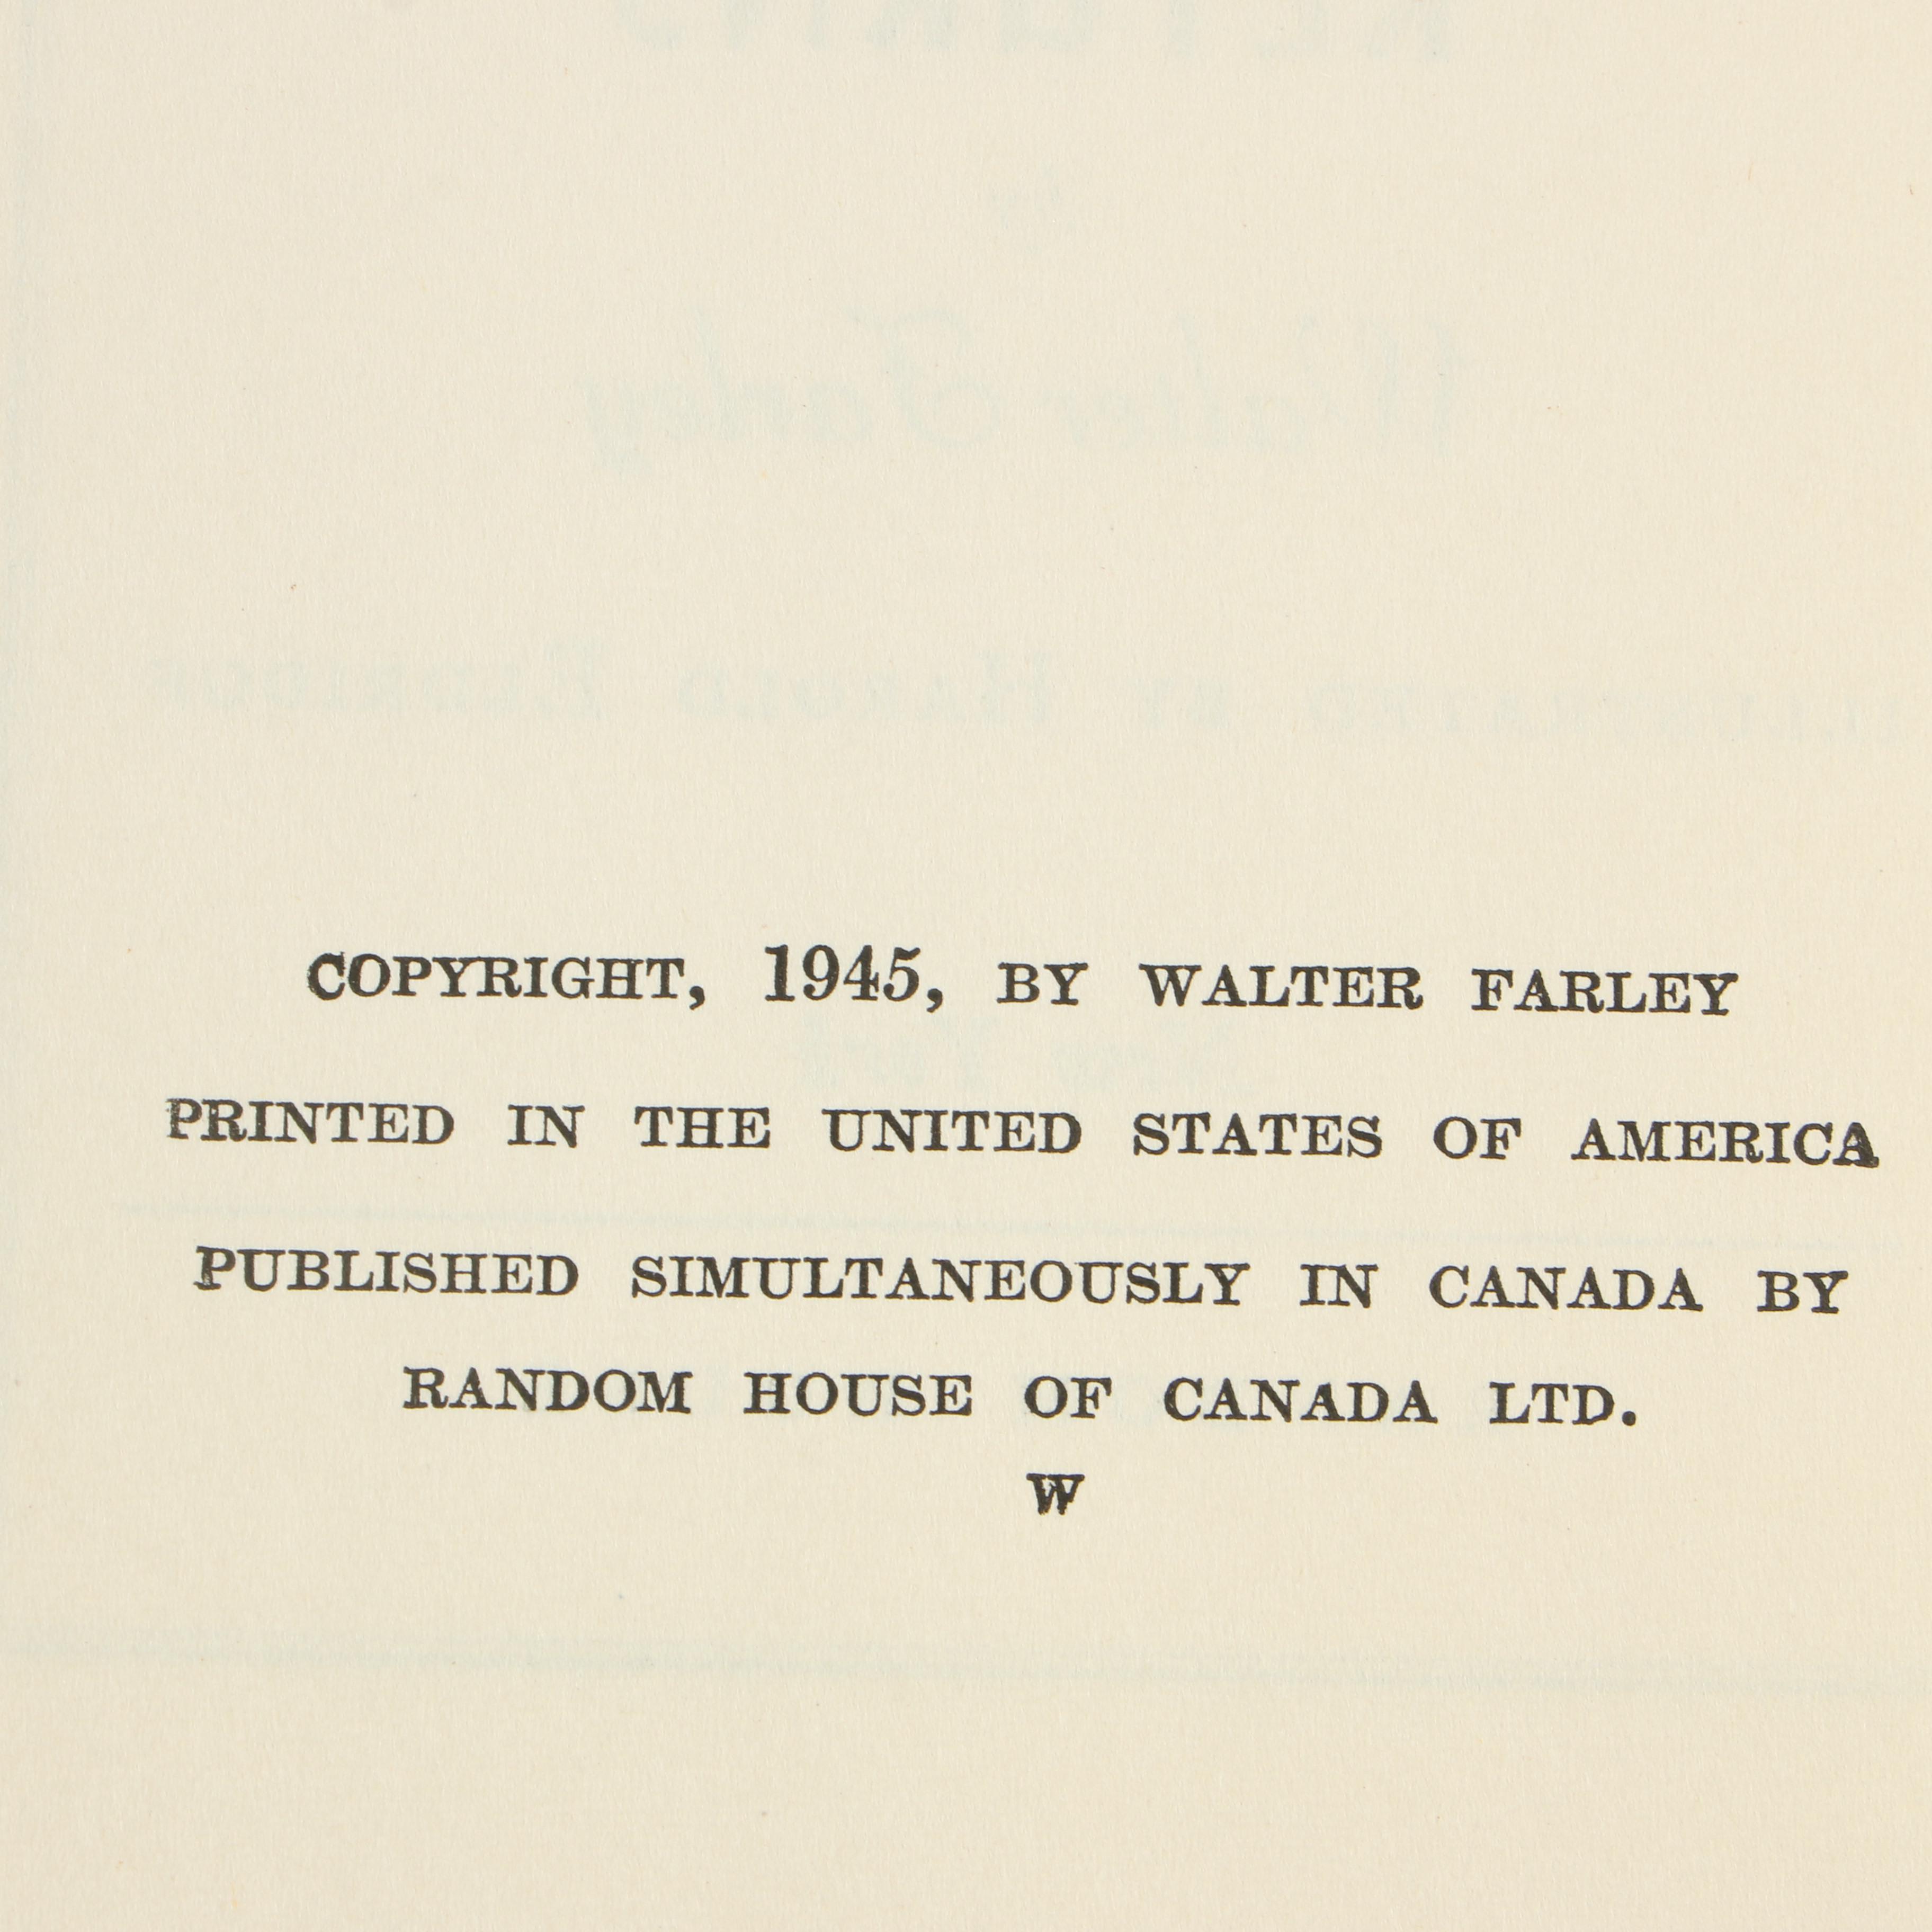 COPYRIGHT, 1945, BY WALTER FARLEY
PRINTED IN THE UNITED STATES OF AMERICA
PUBLISHED SIMULTANEOUSLY IN CANADA BY
RANDOM HOUSE OF CANADA LTD.
W